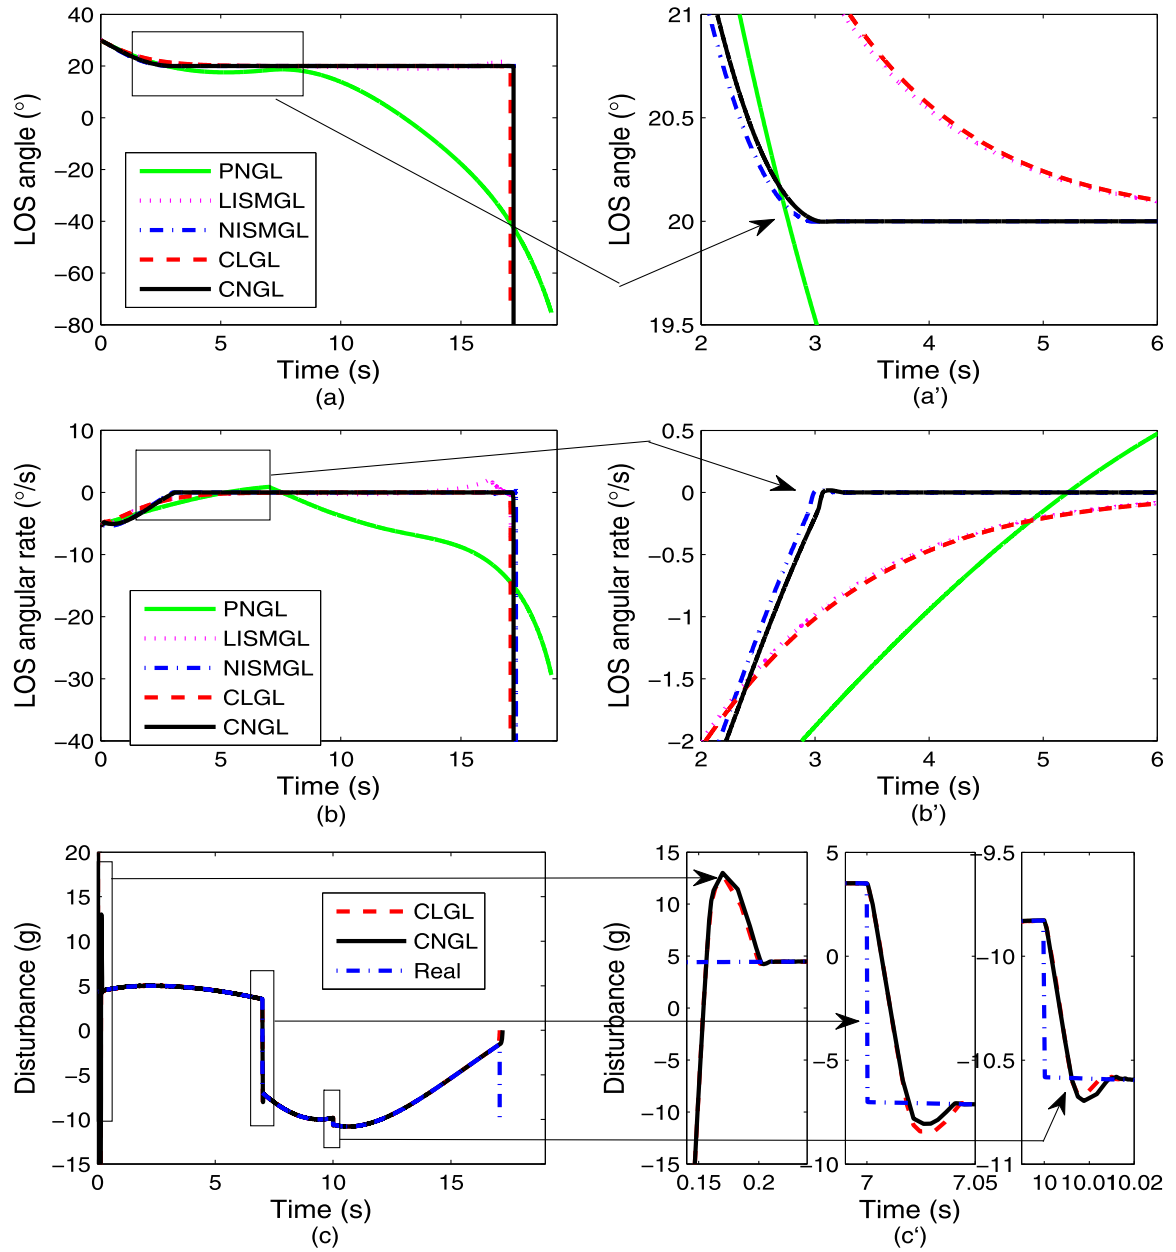 40
20
0
−20
−40
−60
−80
LOS angle (°)
PNGL
LISMGL
NISMGL
CLGL
CNGL
0 5 10 15
Time (s)
(a)
21
20.5
20
19.5
LOS angle (°)
2 3 4 5 6
Time (s)
(a’)
10
0
−10
−20
−30
−40
LOS angular rate (°/s)
PNGL
LISMGL
NISMGL
CLGL
CNGL
0 5 10 15
Time (s)
(b)
0.5
0
−0.5
−1
−1.5
−2
LOS angular rate (°/s)
2 3 4 5 6
Time (s)
(b’)
20
15
10
5
0
−5
−10
−15
Disturbance (g)
CLGL
CNGL
Real
0 5 10 15
Time (s)
(c)
15
10
5
0
−5
−10
−15
Disturbance (g)
0.15 0.2
5
0
−5
−10
7 7.05
−9.5
−10
−10.5
−11
10 10.01 10.02
Time (s)
(c‘)